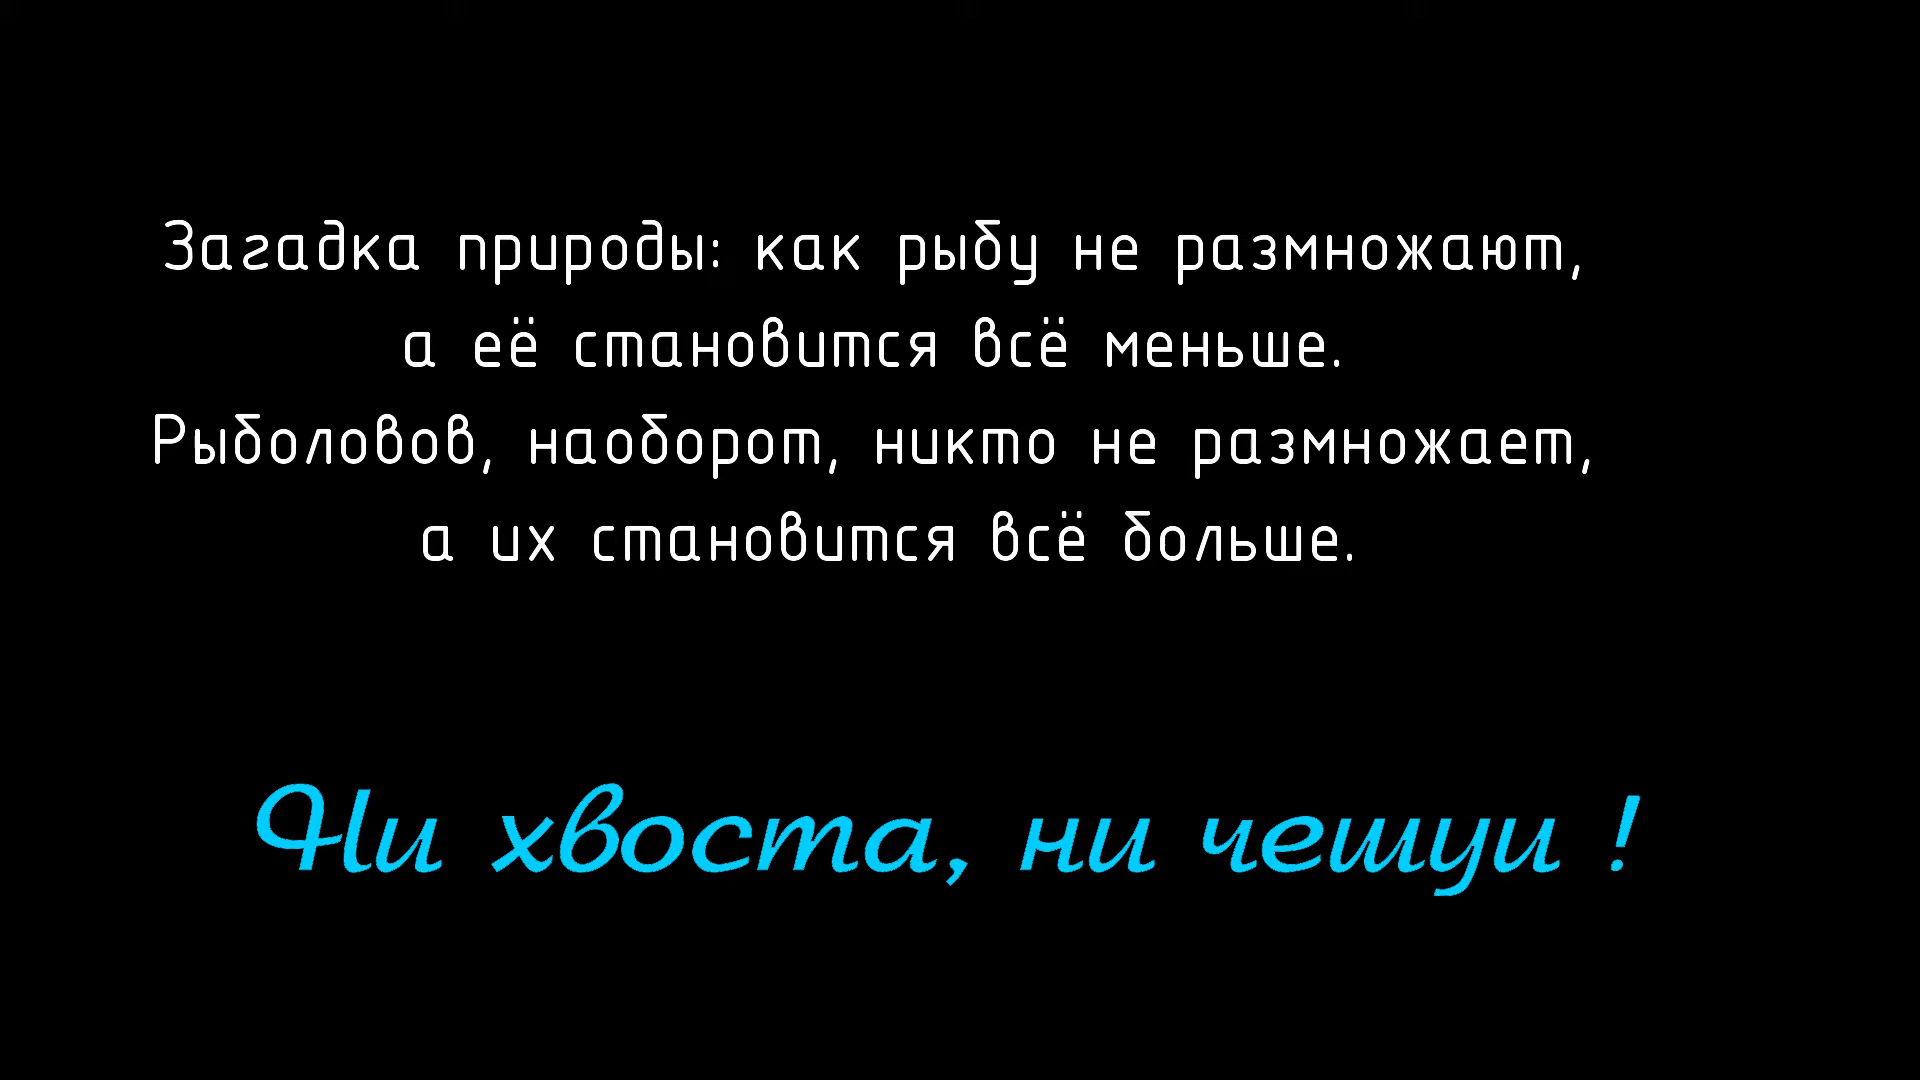 Загадка природы: как рыбу не размножают,
а её становится всё меньше.
Рыболовов, наоборот, никто не размножает,
а их становится всё больше.
Ни хвоста, ни чешуи !